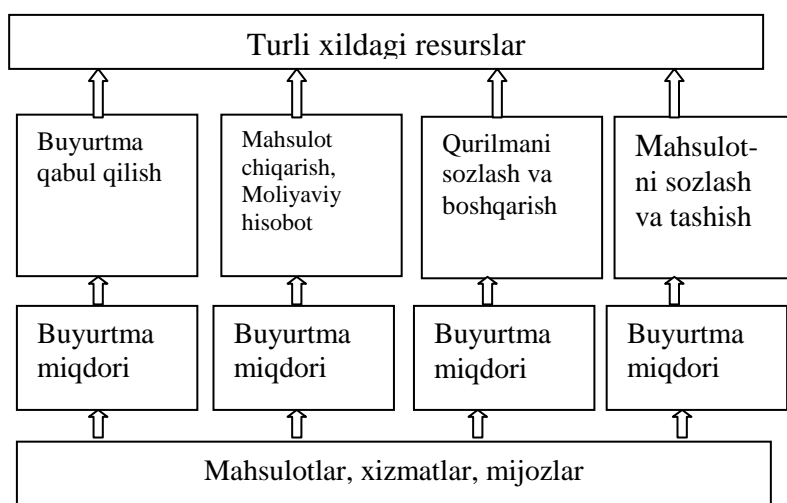 Turli xildagi resurslar
Buyurtma
qabul qilish
Mahsulot
chiqarish,
Moliyaviy
hisobot
Qurilmani
sozlash va
boshqarish
Mahsulot-
ni sozlash
va tashish
Buyurtma
miqdori
Buyurtma
miqdori
Buyurtma
miqdori
Buyurtma
miqdori
Mahsulotlar, xizmatlar, mijozlar